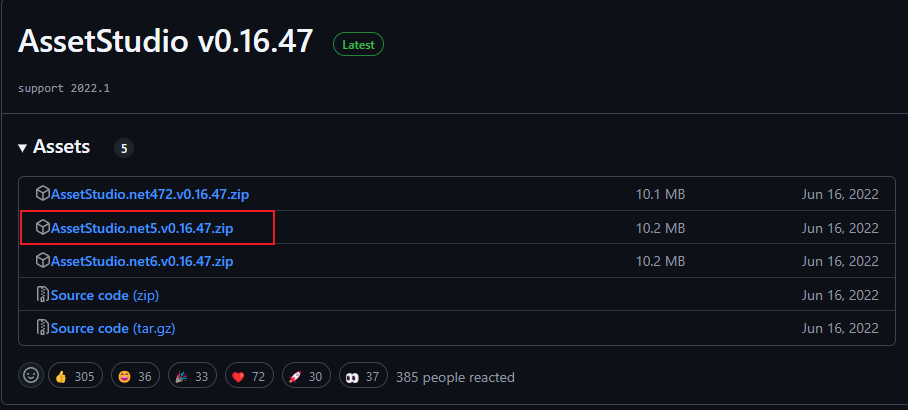 AssetStudio v0.16.47 Latest
support 2022.1
Assets 5
AssetStudio.net472.v0.16.47.zip 10.1 MB Jun 16, 2022
AssetStudio.net5.v0.16.47.zip 10.2 MB Jun 16, 2022
AssetStudio.net6.v0.16.47.zip 10.2 MB Jun 16, 2022
Source code (zip) Jun 16, 2022
Source code (tar.gz) Jun 16, 2022
305 36 33 72 30 37 385 people reacted